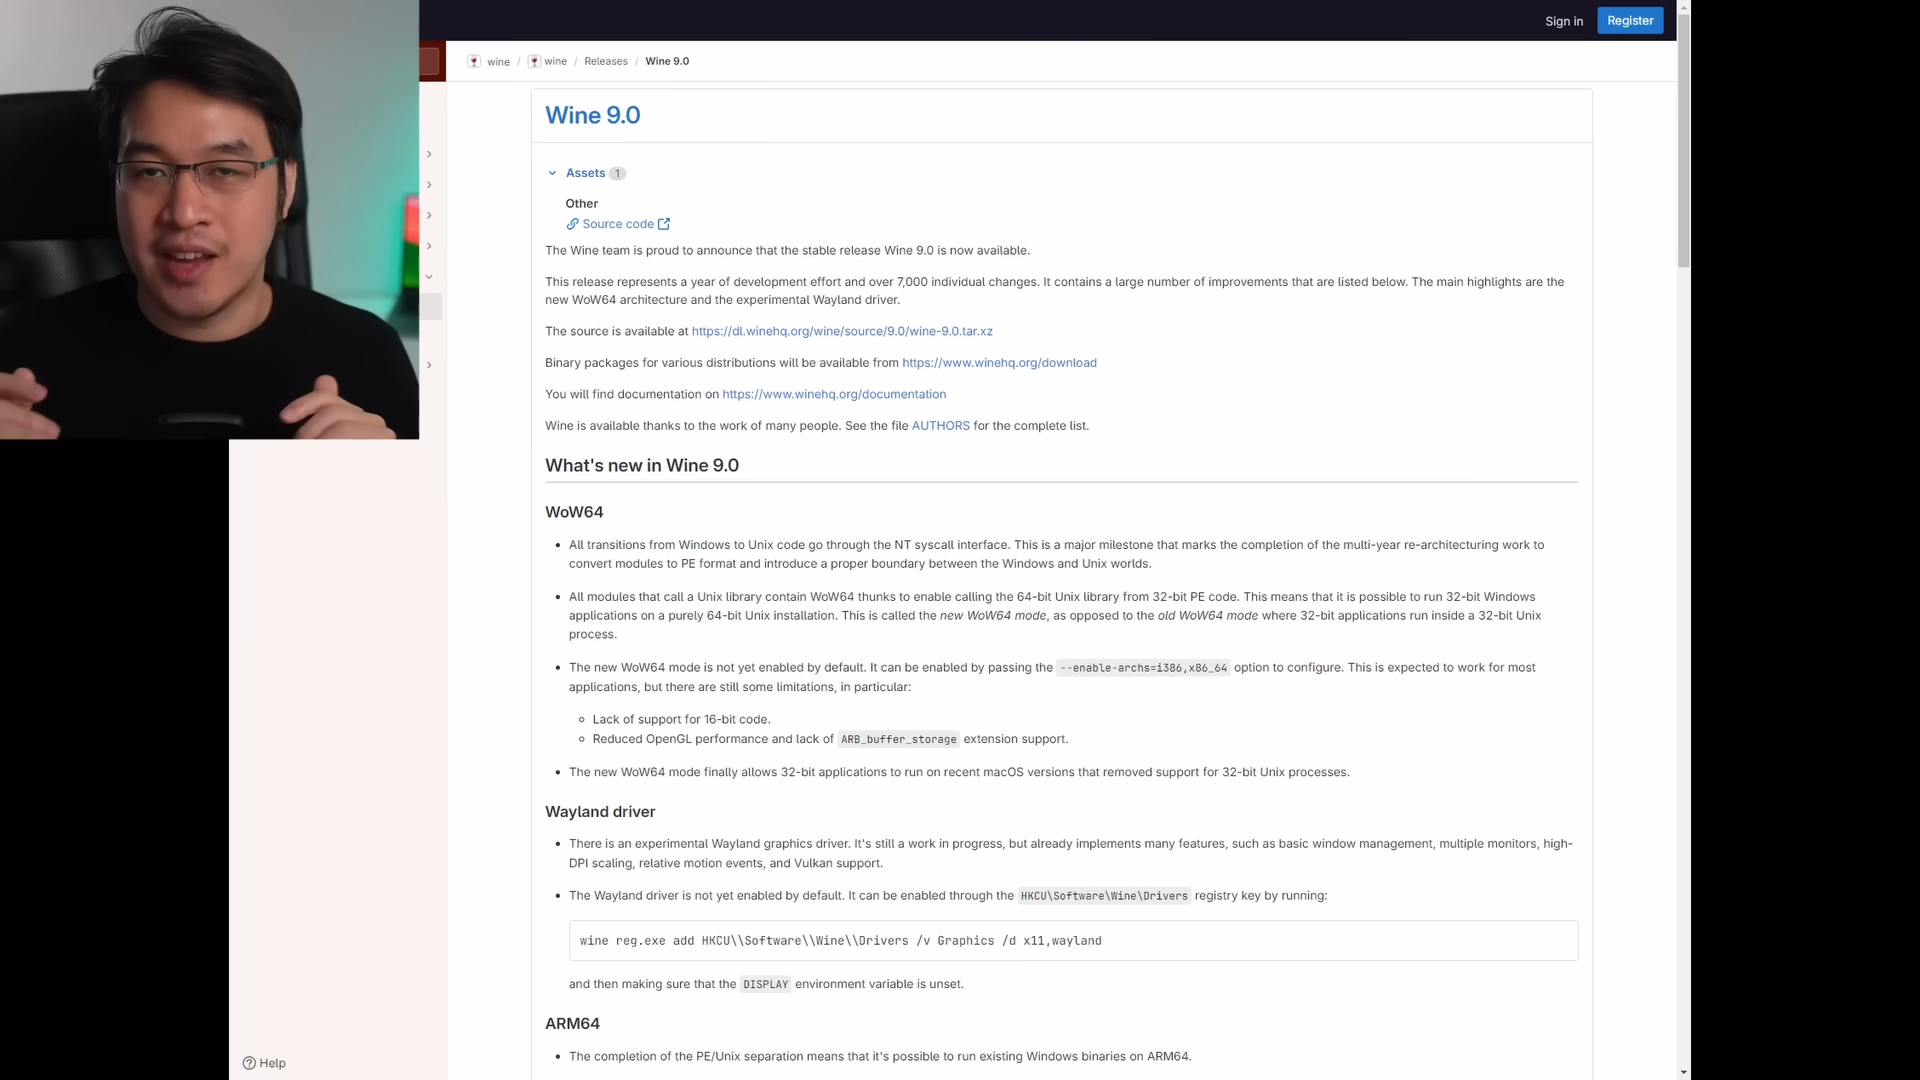 Sign in
Register
wine / wine / Releases / Wine 9.0
Wine 9.0
Assets 1
Other
Source code
The Wine team is proud to announce that the stable release Wine 9.0 is now available.
This release represents a year of development effort and over 7,000 individual changes. It contains a large number of improvements that are listed below. The main highlights are the
new WoW64 architecture and the experimental Wayland driver.
The source is available at https://dl.winehq.org/wine/source/9.0/wine-9.0.tar.xz
Binary packages for various distributions will be available from https://www.winehq.org/download
You will find documentation on https://www.winehq.org/documentation
Wine is available thanks to the work of many people. See the file AUTHORS for the complete list.
What's new in Wine 9.0
WoW64
• All transitions from Windows to Unix code go through the NT syscall interface. This is a major milestone that marks the completion of the multi-year re-architecturing work to
convert modules to PE format and introduce a proper boundary between the Windows and Unix worlds.
• All modules that call a Unix library contain WoW64 thunks to enable calling the 64-bit Unix library from 32-bit PE code. This means that it is possible to run 32-bit Windows
applications on a purely 64-bit Unix installation. This is called the new WoW64 mode, as opposed to the old WoW64 mode where 32-bit applications run inside a 32-bit Unix
process.
• The new WoW64 mode is not yet enabled by default. It can be enabled by passing the --enable-archs=i386,x86_64 option to configure. This is expected to work for most
applications, but there are still some limitations, in particular:
◦ Lack of support for 16-bit code.
◦ Reduced OpenGL performance and lack of ARB_buffer_storage extension support.
• The new WoW64 mode finally allows 32-bit applications to run on recent macOS versions that removed support for 32-bit Unix processes.
Wayland driver
• There is an experimental Wayland graphics driver. It's still a work in progress, but already implements many features, such as basic window management, multiple monitors, high-
DPI scaling, relative motion events, and Vulkan support.
• The Wayland driver is not yet enabled by default. It can be enabled through the HKCU\Software\Wine\Drivers registry key by running:
wine reg.exe add HKCU\\Software\\Wine\\Drivers /v Graphics /d x11,wayland
and then making sure that the DISPLAY environment variable is unset.
ARM64
• The completion of the PE/Unix separation means that it's possible to run existing Windows binaries on ARM64.
Help